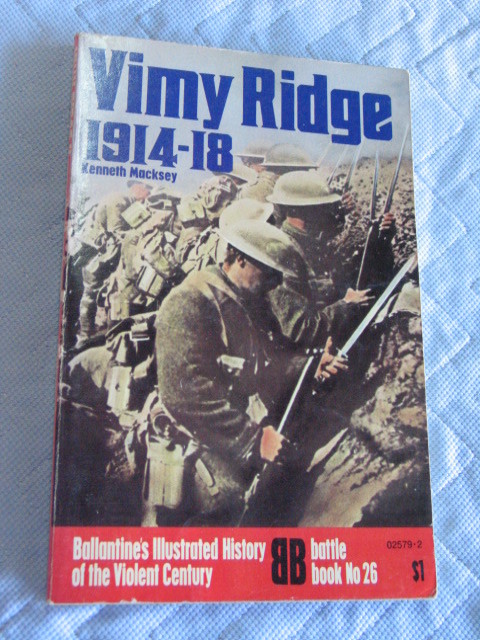 Vimy Ridge
1914-18
Kenneth Macksey
Ballantine's Illustrated History
of the Violent Century
BB
battle
book No 26
02579·2
$1